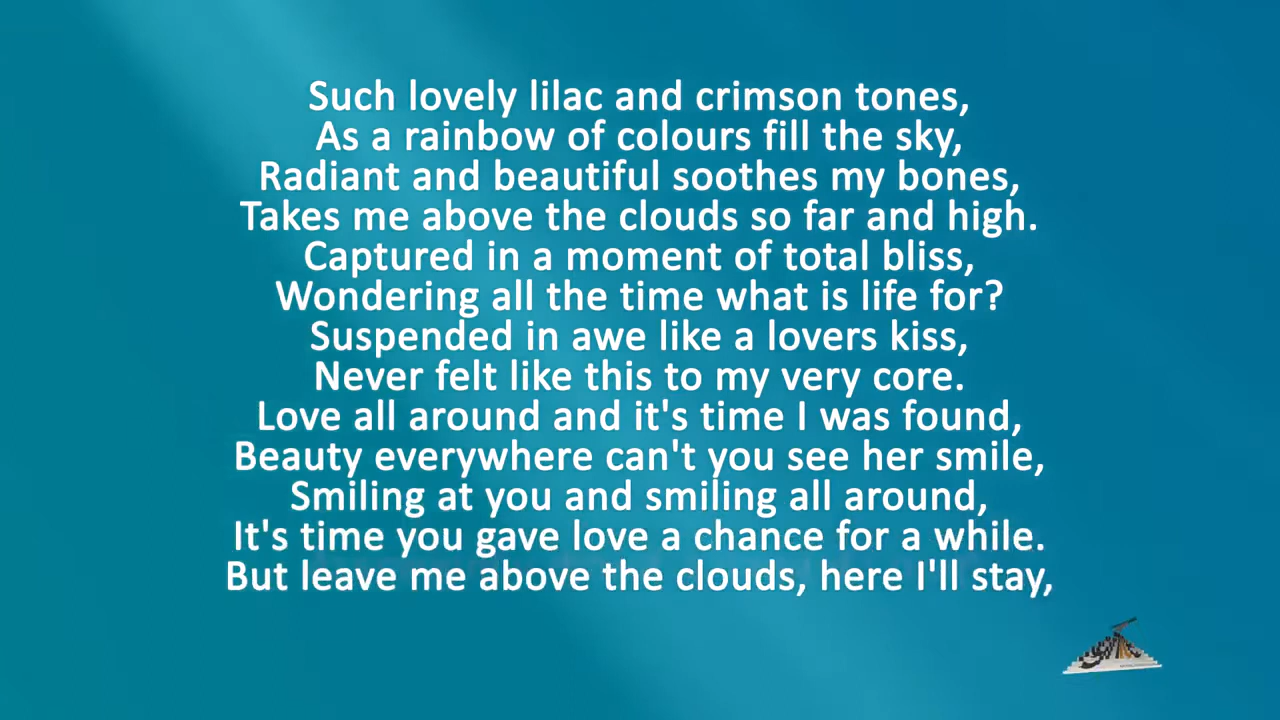 Such lovely lilac and crimson tones,
As a rainbow of colours fill the sky,
Radiant and beautiful soothes my bones,
Takes me above the clouds so far and high.
Captured in a moment of total bliss,
Wondering all the time what is life for?
Suspended in awe like a lovers kiss,
Never felt like this to my very core.
Love all around and it's time I was found,
Beauty everywhere can't you see her smile,
Smiling at you and smiling all around,
It's time you gave love a chance for a while.
But leave me above the clouds, here I'll stay,